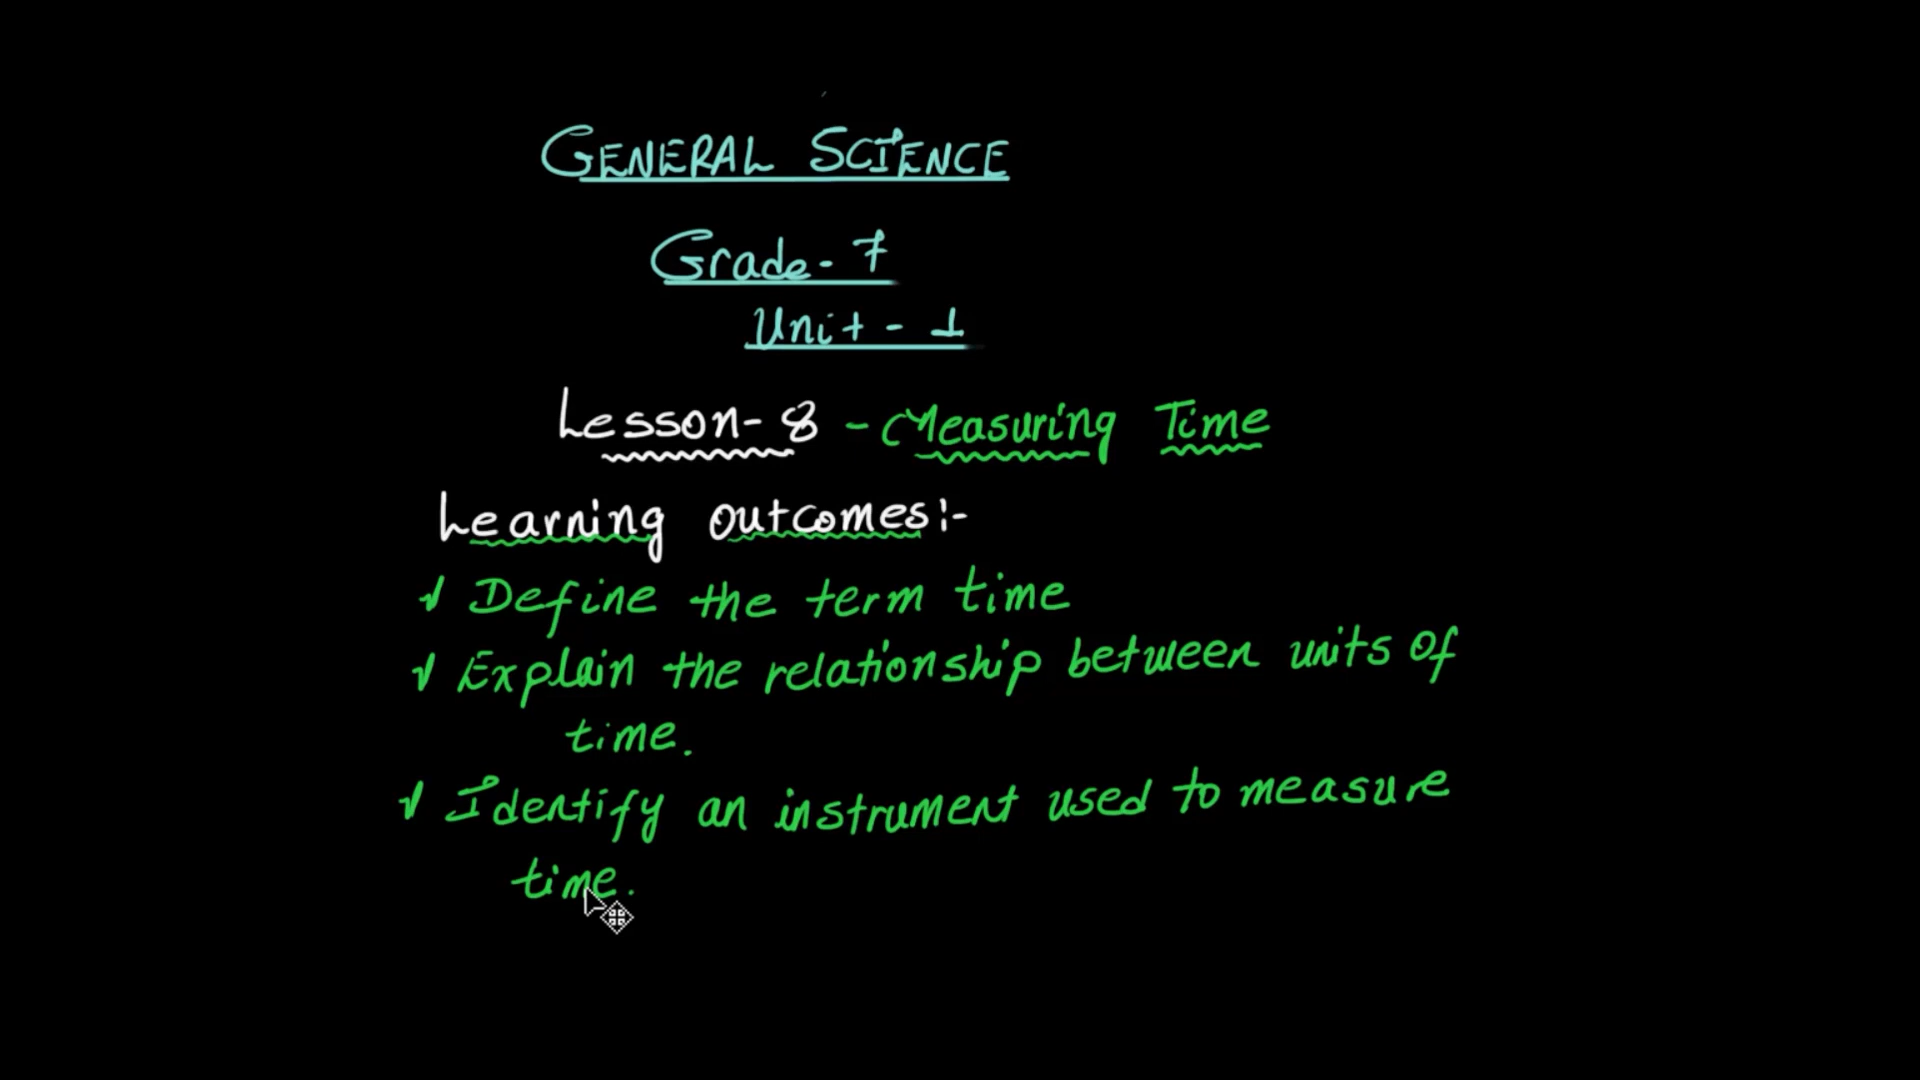 GENERAL SCIENCE
Grade - 7
Unit - 1
Lesson - 8 - Measuring Time
Learning outcomes:-
✓ Define the term time
✓ Explain the relationship between units of
time.
✓ Identify an instrument used to measure
time.